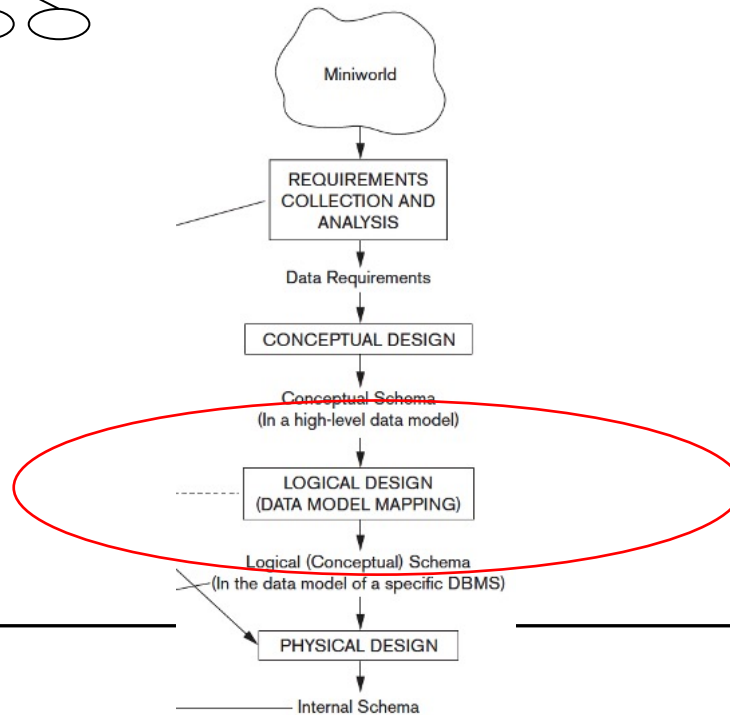 Miniworld
REQUIREMENTS
COLLECTION AND
ANALYSIS
Data Requirements
CONCEPTUAL DESIGN
Conceptual Schema
(In a high-level data model)
LOGICAL DESIGN
(DATA MODEL MAPPING)
Logical (Conceptual) Schema
(In the data model of a specific DBMS)
PHYSICAL DESIGN
Internal Schema